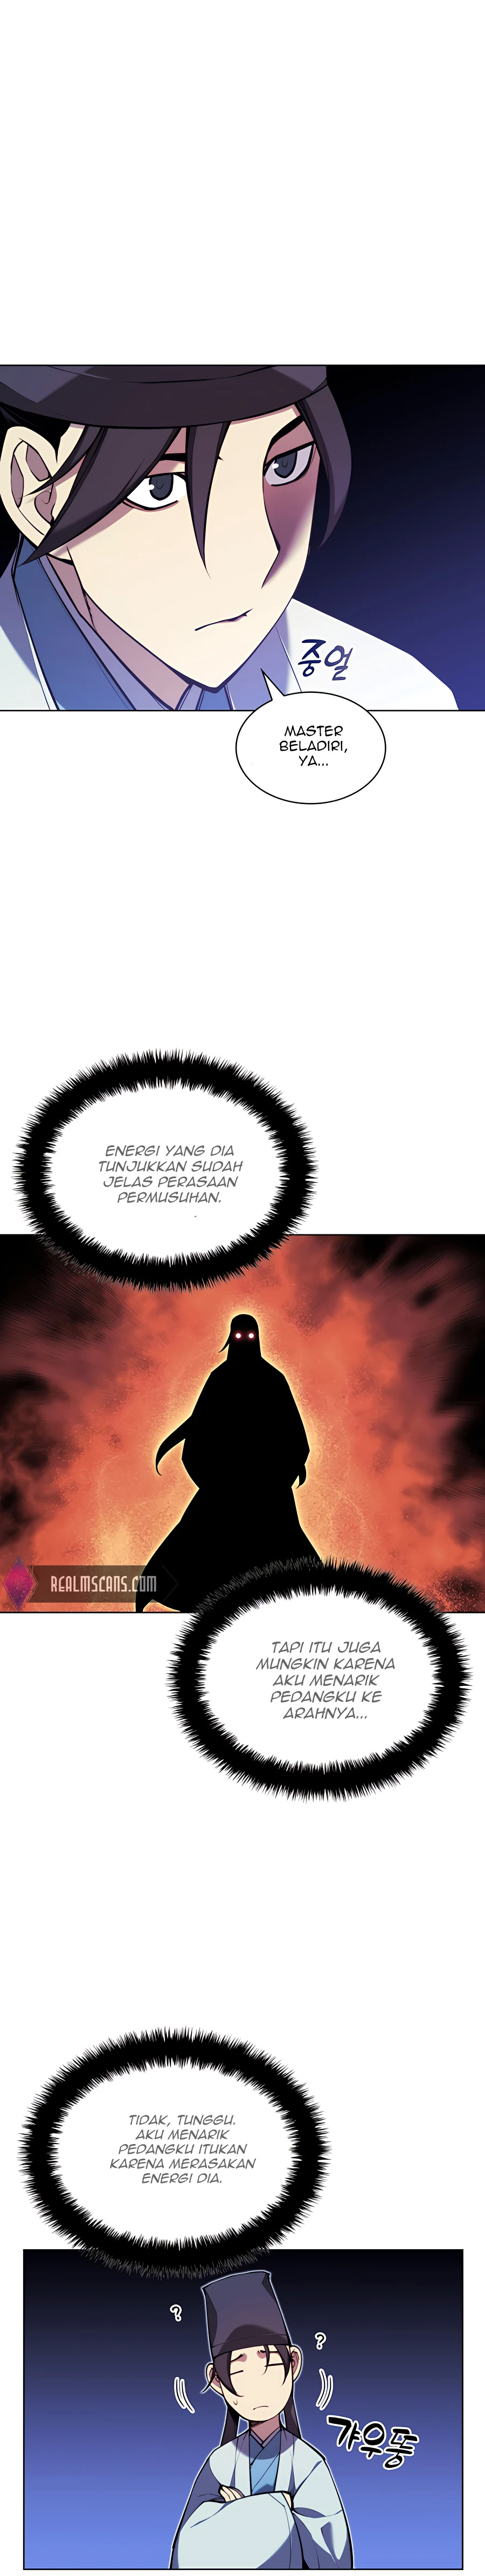 중얼
MASTER
BELADIRI,
YA...
ENERGI YANG DIA
TUNJUKKAN SUDAH
JELAS PERASAAN
PERMUSUHAN.
REALMSCANS.COM
TAPI ITU JUGA
MUNGKIN KARENA
AKU MENARIK
PEDANGKU KE
ARAHNYA...
TIDAK, TUNGGU.
AKU MENARIK
PEDANGKU ITUKAN
KARENA MERASAKAN
ENERGI DIA.
?
?
갸우뚱